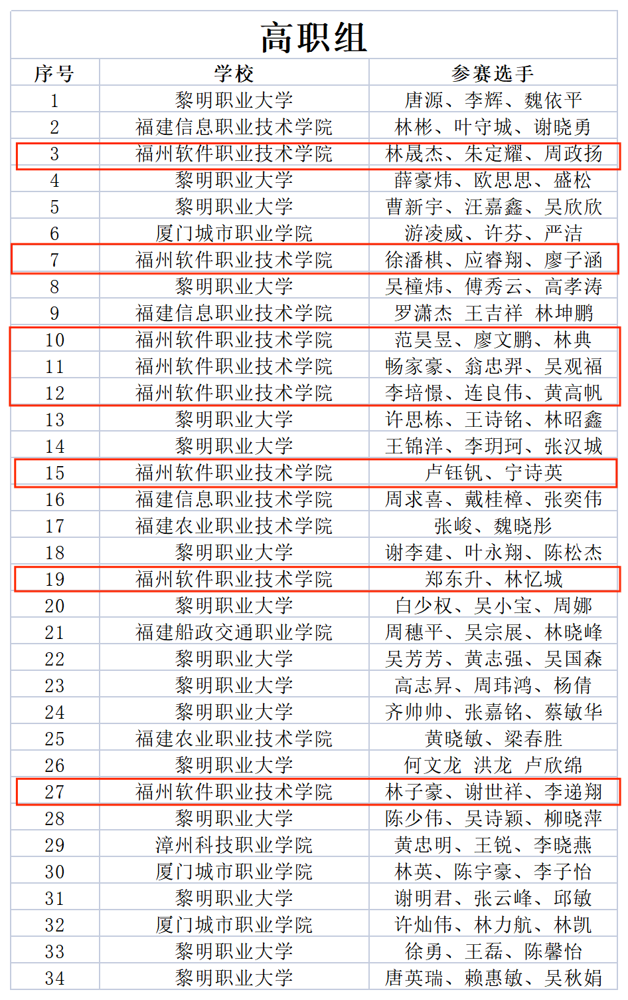 高职组
序号 学校 参赛选手
1 黎明职业大学 唐源、李辉、魏依平
2 福建信息职业技术学院 林彬、叶守城、谢晓勇
3 福州软件职业技术学院 林晟杰、朱定耀、周政扬
4 黎明职业大学 薛豪炜、欧思思、盛松
5 黎明职业大学 曹新宇、汪嘉鑫、吴欣欣
6 厦门城市职业学院 游凌威、许芬、严洁
7 福州软件职业技术学院 徐潘棋、应睿翔、廖子涵
8 黎明职业大学 吴橦炜、傅秀云、高孝涛
9 福建信息职业技术学院 罗潇杰 王吉祥 林坤鹏
10 福州软件职业技术学院 范昊昱、廖文鹏、林典
11 福州软件职业技术学院 畅家豪、翁忠羿、吴观福
12 福州软件职业技术学院 李培憬、连良伟、黄高帆
13 黎明职业大学 许思栋、王诗铭、林昭鑫
14 黎明职业大学 王锦洋、李玥珂、张汉城
15 福州软件职业技术学院 卢钰钒、宁诗英
16 福建信息职业技术学院 周求喜、戴桂樟、张奕伟
17 福建农业职业技术学院 张峻、魏晓彤
18 黎明职业大学 谢李建、叶永翔、陈松杰
19 福州软件职业技术学院 郑东升、林忆城
20 黎明职业大学 白少权、吴小宝、周娜
21 福建船政交通职业学院 周穗平、吴宗展、林晓峰
22 黎明职业大学 吴芳芳、黄志强、吴国森
23 黎明职业大学 高志昇、周玮鸿、杨倩
24 黎明职业大学 齐帅帅、张嘉铭、蔡敏华
25 福建农业职业技术学院 黄晓敏、梁春胜
26 黎明职业大学 何文龙 洪龙 卢欣绵
27 福州软件职业技术学院 林子豪、谢世祥、李递翔
28 黎明职业大学 陈少伟、吴诗颖、柳晓萍
29 漳州科技职业学院 黄忠明、王锐、李晓燕
30 厦门城市职业学院 林英、陈宇豪、李子怡
31 黎明职业大学 谢明君、张云峰、邱敏
32 厦门城市职业学院 许灿伟、林力航、林凯
33 黎明职业大学 徐勇、王磊、陈馨怡
34 黎明职业大学 唐英瑞、赖惠敏、吴秋娟